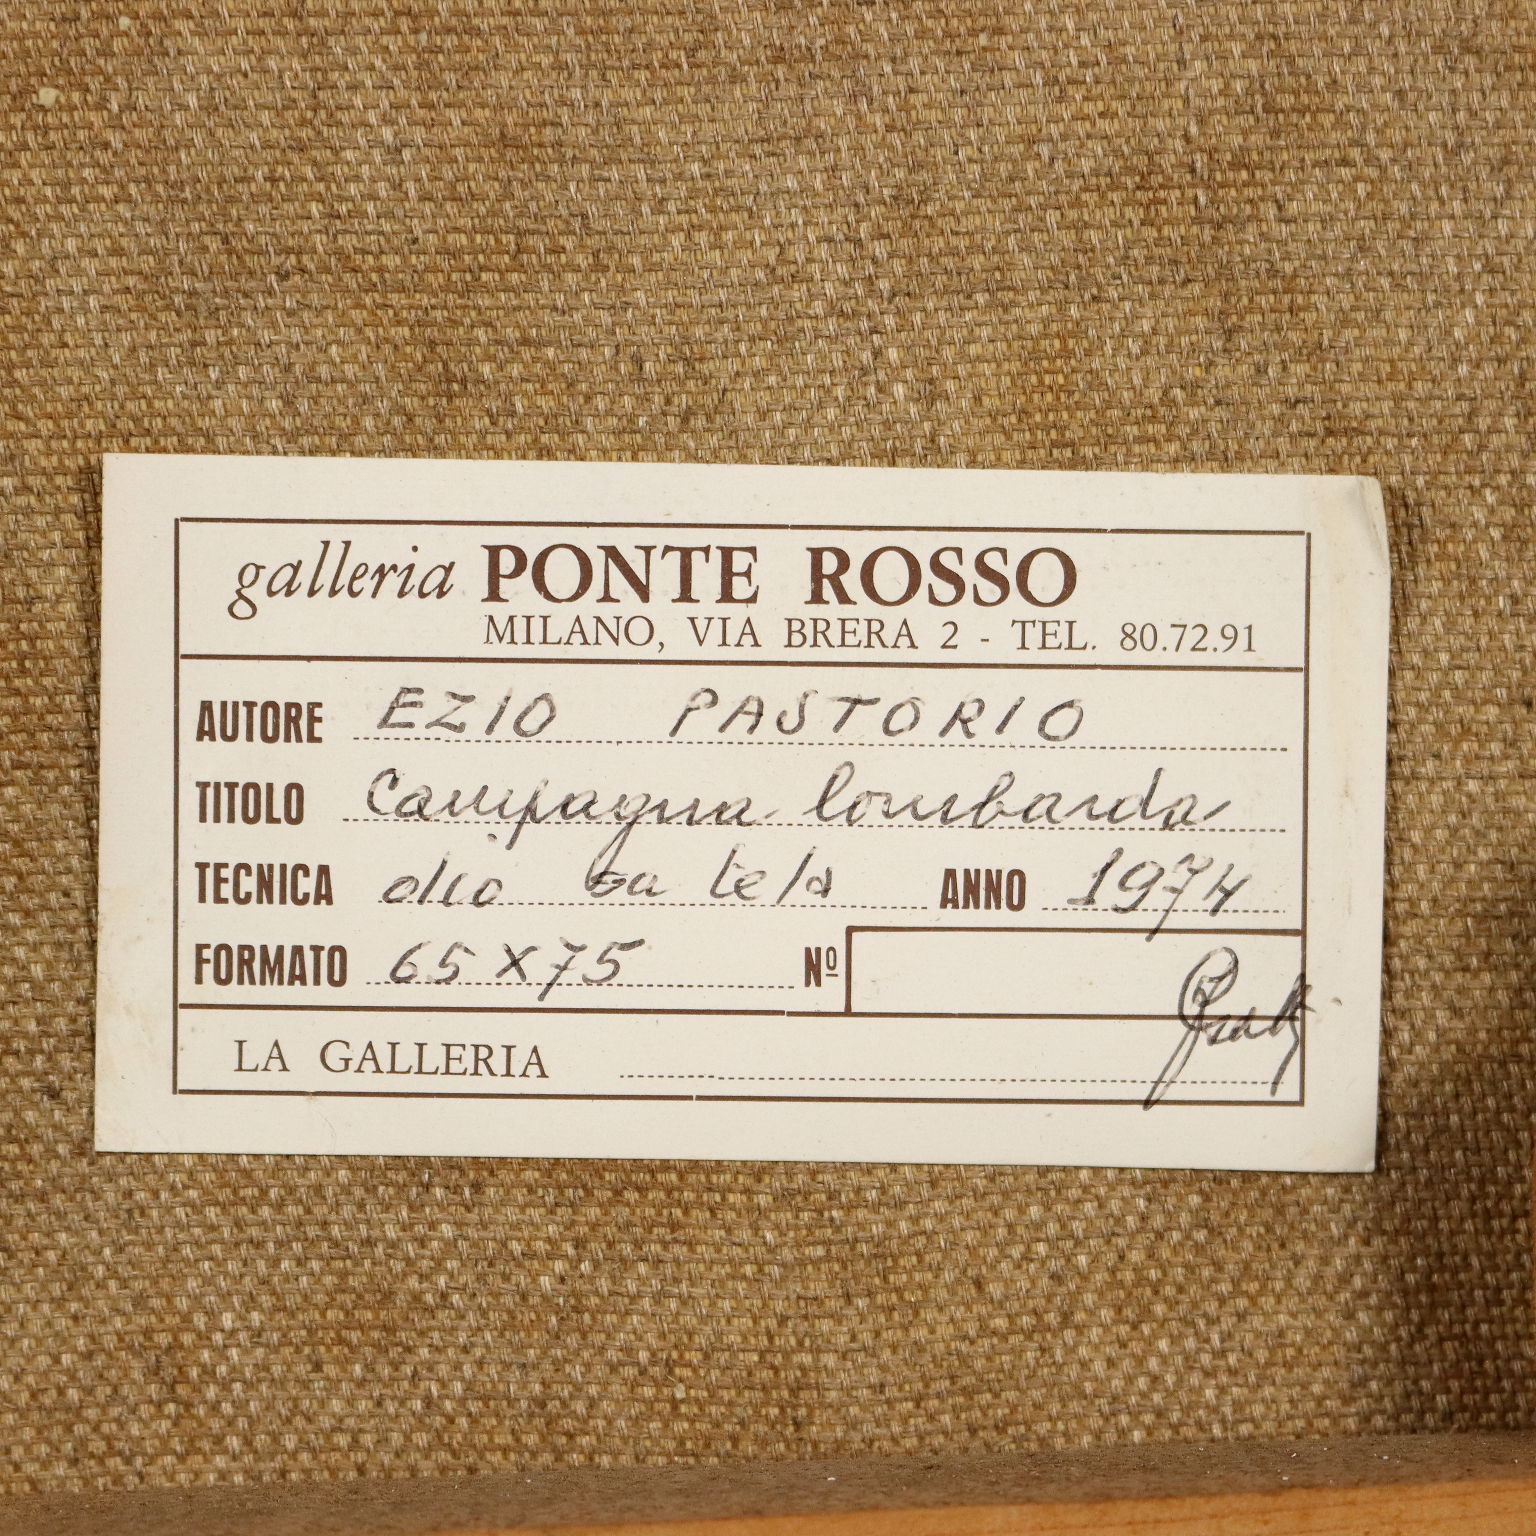 galleria PONTE ROSSO
MILANO, VIA BRERA 2 - TEL. 80.72.91
AUTORE EZIO PASTORIO
TITOLO Campagna lombarda
TECNICA olio su tela ANNO 1974
FORMATO 65 X 75 Nº
LA GALLERIA